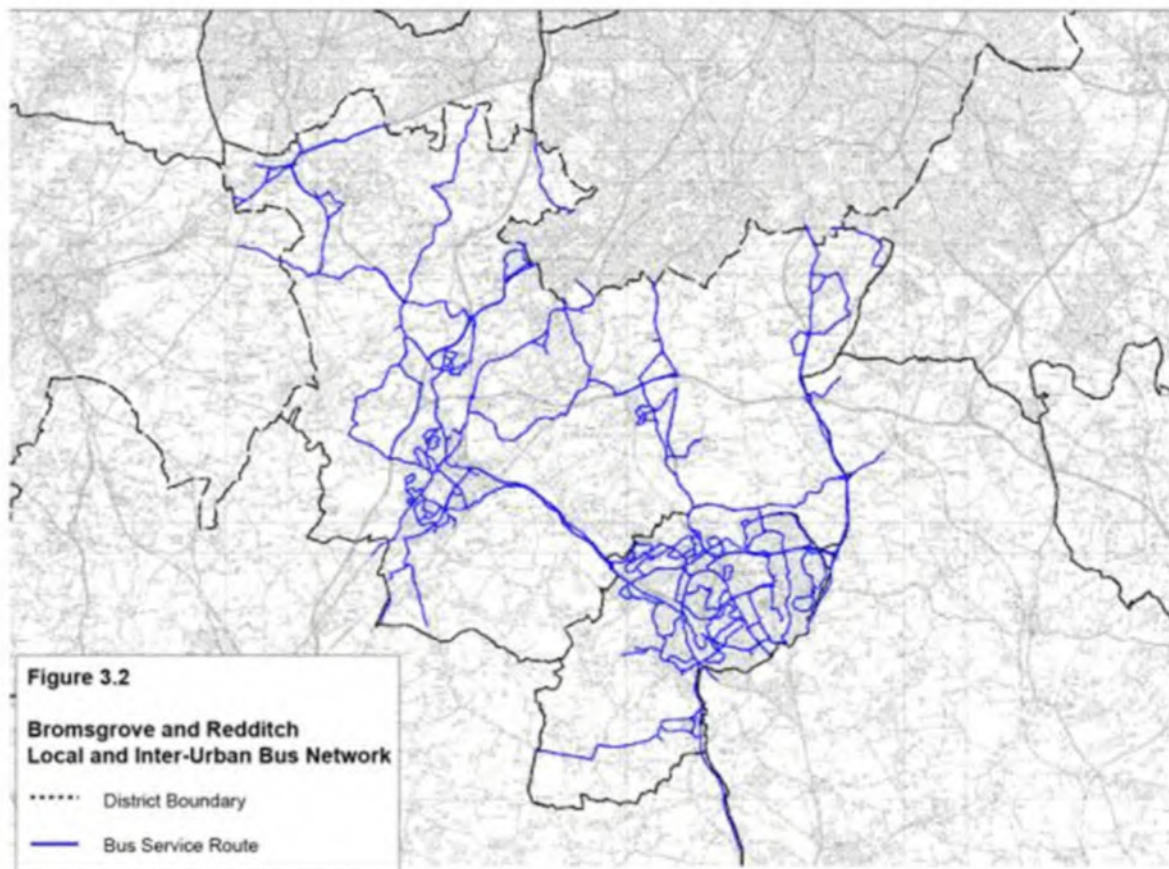 Figure 3.2
Bromsgrove and Redditch
Local and Inter-Urban Bus Network
District Boundary
Bus Service Route